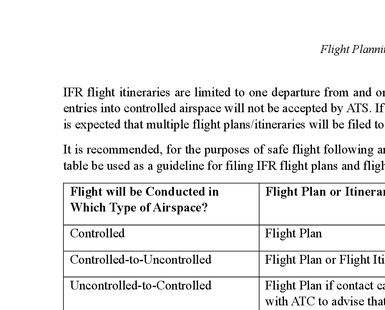 Flight Planni
IFR flight itineraries are limited to one departure from and or
entries into controlled airspace will not be accepted by ATS. If
is expected that multiple flight plans/itineraries will be filed to
It is recommended, for the purposes of safe flight following ar
table be used as a guideline for filing IFR flight plans and fligh
Flight will be Conducted in Which Type of Airspace?
Flight Plan or Itinerar
Controlled
Flight Plan
Controlled-to-Uncontrolled
Flight Plan or Flight Iti
Uncontrolled-to-Controlled
Flight Plan if contact ca
with ATC to advise that